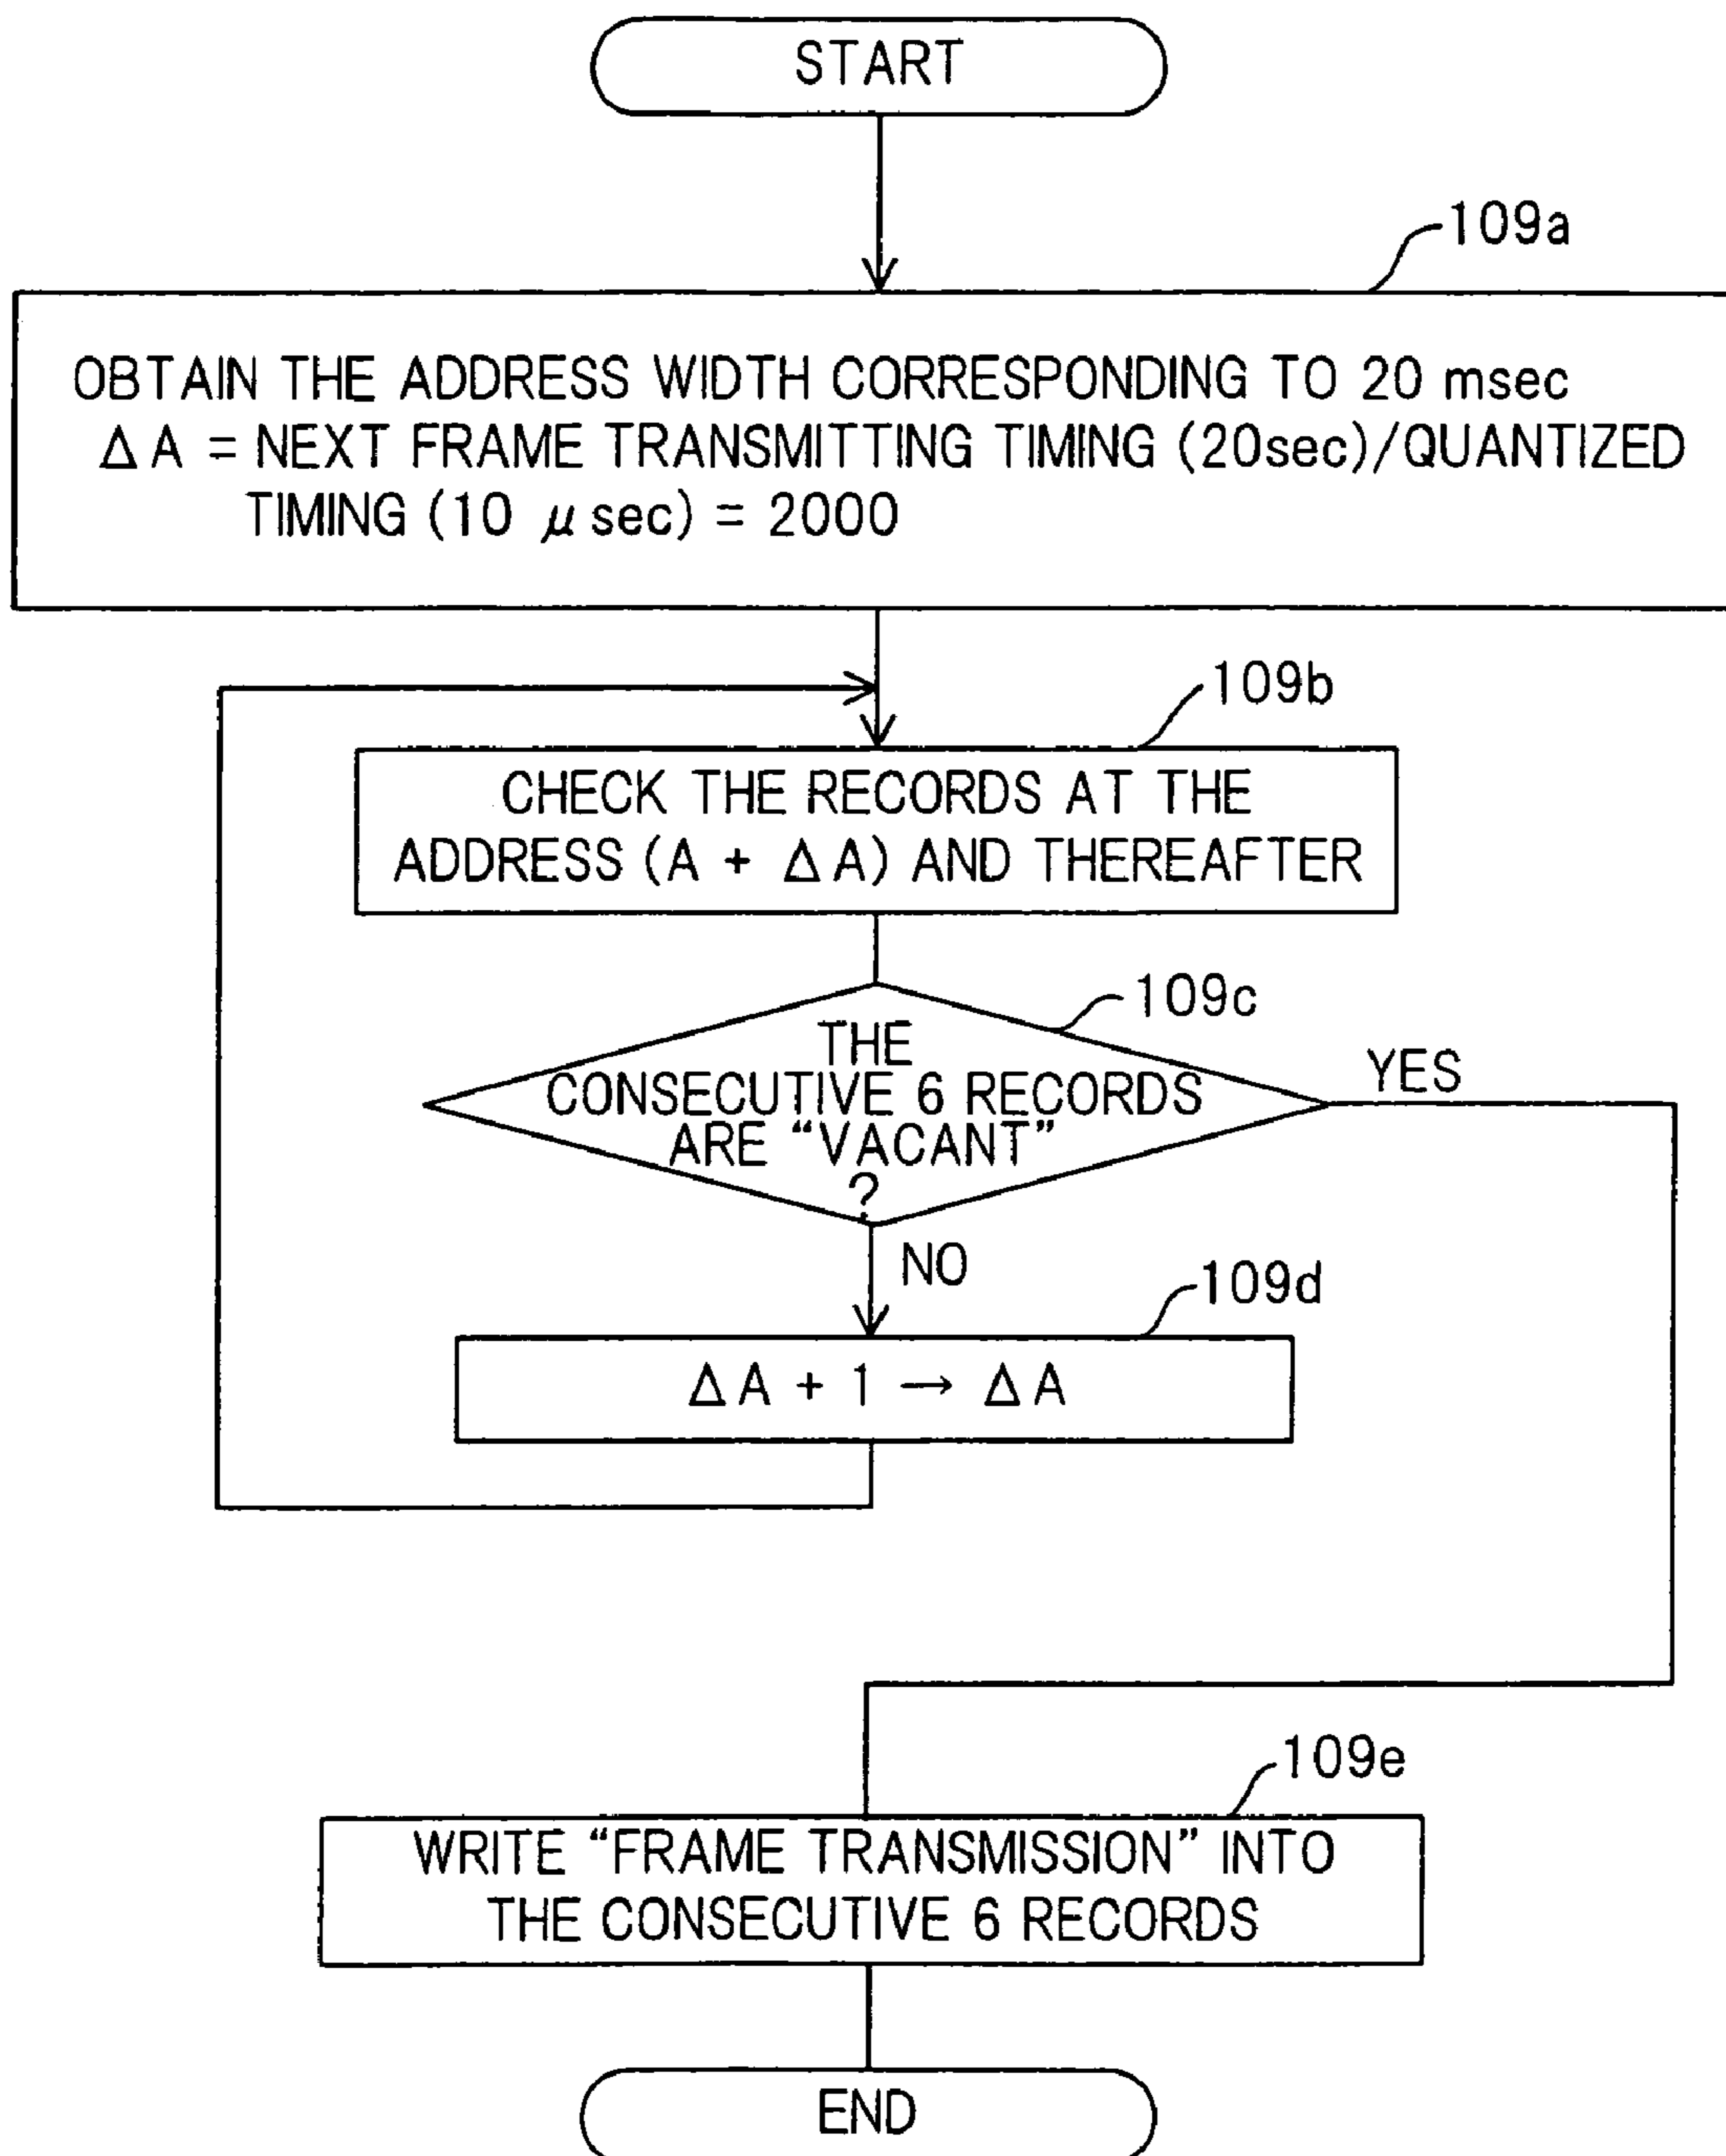 START
109a
OBTAIN THE ADDRESS WIDTH CORRESPONDING TO 20 msec
ΔA = NEXT FRAME TRANSMITTING TIMING (20sec)/QUANTIZED
TIMING (10 μsec) = 2000
109b
CHECK THE RECORDS AT THE
ADDRESS (A + ΔA) AND THEREAFTER
109c
THE
CONSECUTIVE 6 RECORDS
ARE “VACANT”
?
YES
NO
109d
ΔA + 1 → ΔA
109e
WRITE “FRAME TRANSMISSION” INTO
THE CONSECUTIVE 6 RECORDS
END